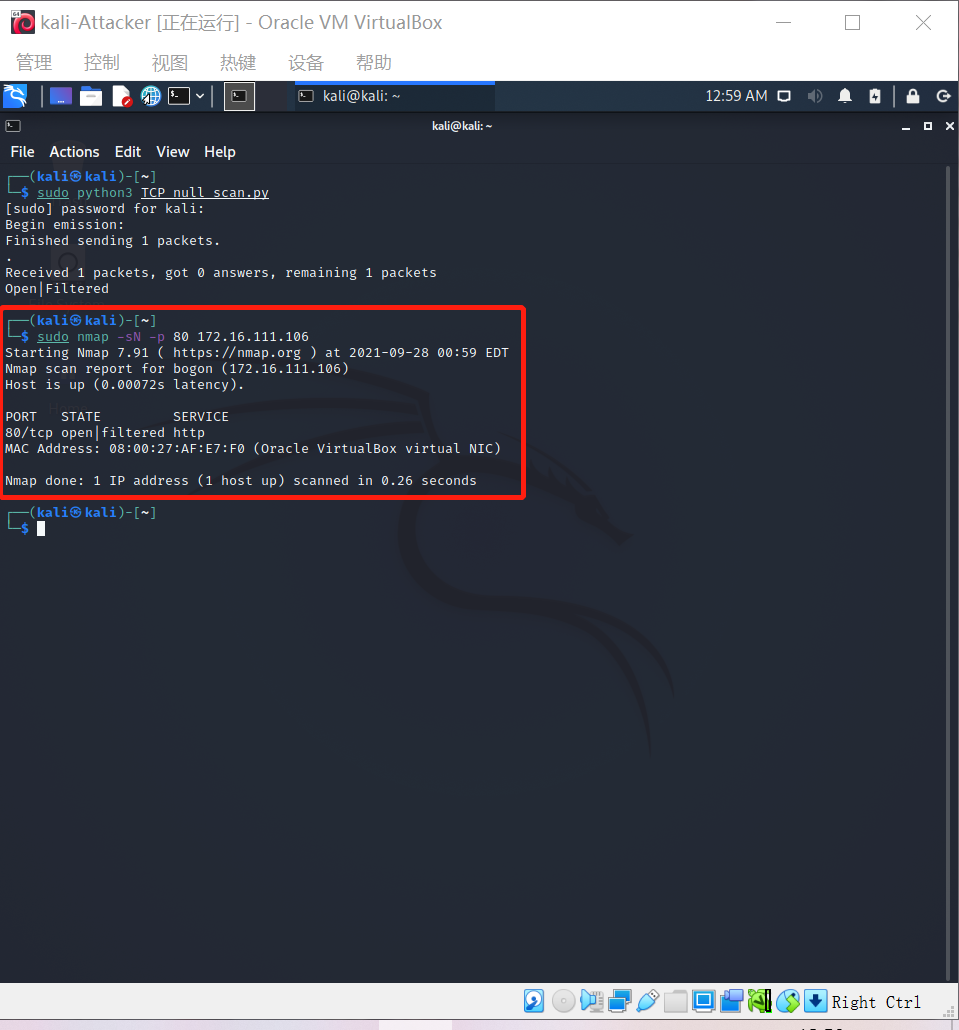 kali-Attacker [正在运行] - Oracle VM VirtualBox
管理 控制 视图 热键 设备 帮助
kali@kali: ~ 12:59 AM
kali@kali: ~
File Actions Edit View Help
┌──(kali㉿kali)-[~]
└─$ sudo python3 TCP_null_scan.py
[sudo] password for kali:
Begin emission:
Finished sending 1 packets.
.
Received 1 packets, got 0 answers, remaining 1 packets
Open|Filtered
┌──(kali㉿kali)-[~]
└─$ sudo nmap -sN -p 80 172.16.111.106
Starting Nmap 7.91 ( https://nmap.org ) at 2021-09-28 00:59 EDT
Nmap scan report for bogon (172.16.111.106)
Host is up (0.00072s latency).
PORT STATE SERVICE
80/tcp open|filtered http
MAC Address: 08:00:27:AF:E7:F0 (Oracle VirtualBox virtual NIC)
Nmap done: 1 IP address (1 host up) scanned in 0.26 seconds
┌──(kali㉿kali)-[~]
└─$
Right Ctrl